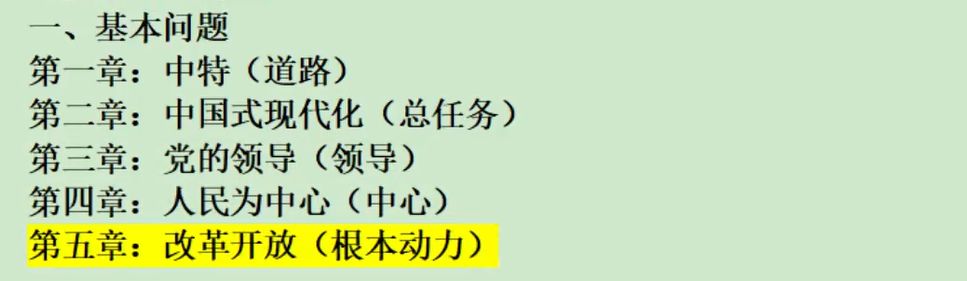 一、基本问题
第一章：中特（道路）
第二章：中国式现代化（总任务）
第三章：党的领导（领导）
第四章：人民为中心（中心）
第五章：改革开放（根本动力）